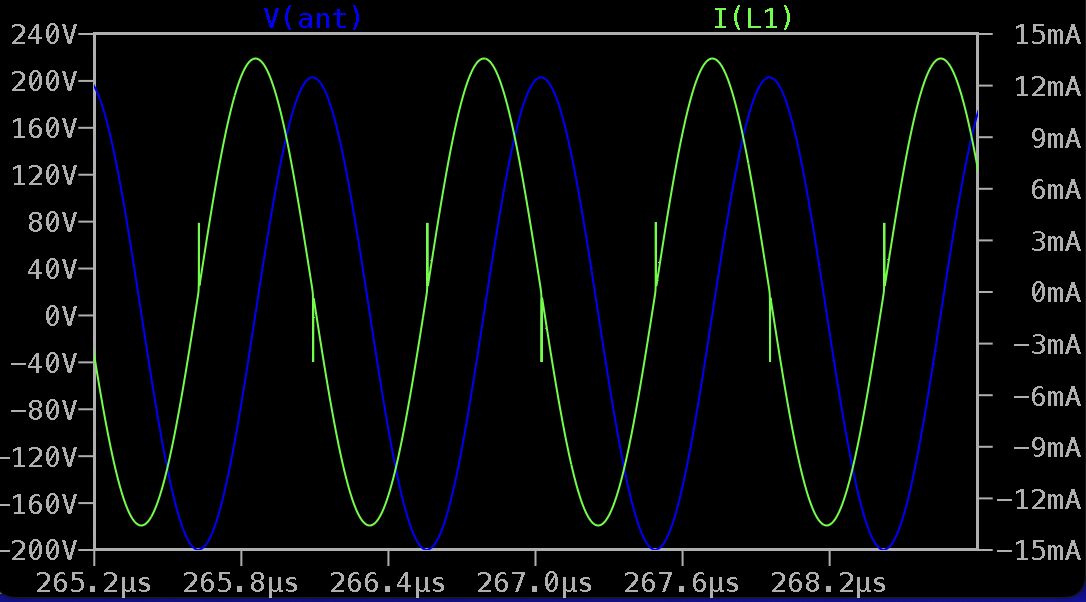 V(ant) I(L1)
240V 15mA
200V 12mA
160V 9mA
120V 6mA
80V 3mA
40V 0mA
0V −3mA
−40V −6mA
−80V −9mA
−120V −12mA
−160V −15mA
−200V
265.2µs 265.8µs 266.4µs 267.0µs 267.6µs 268.2µs